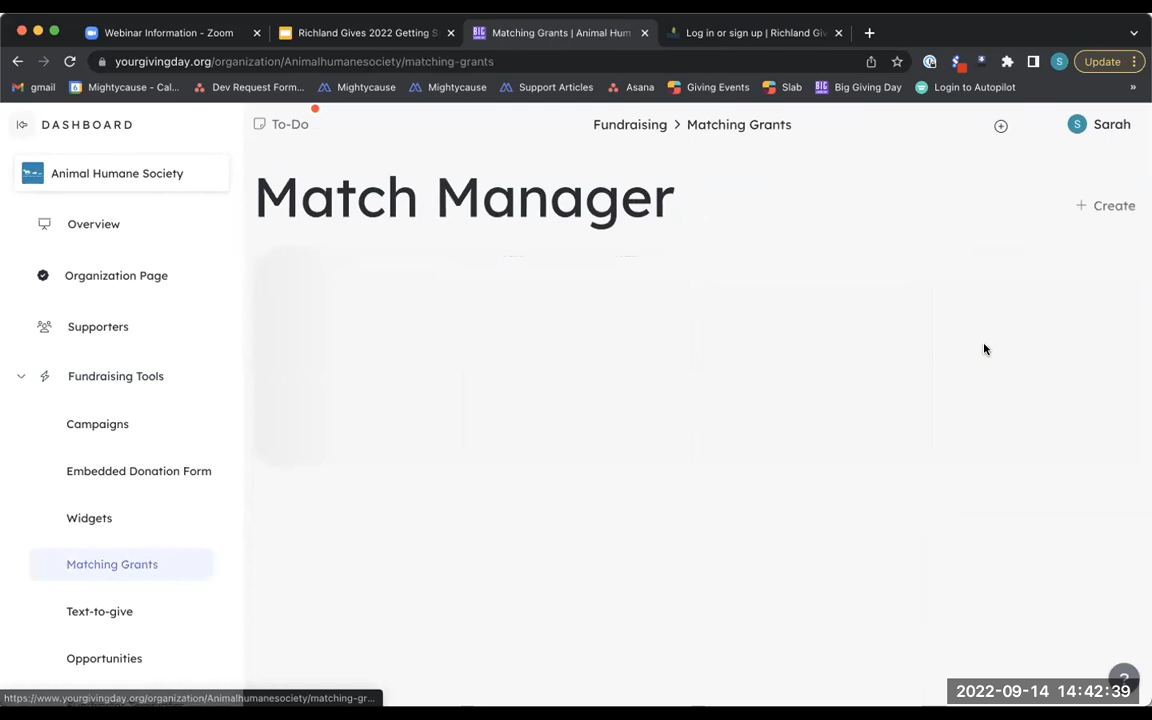 Webinar Information - Zoom
Richland Gives 2022 Getting S
Matching Grants | Animal Hum
Log in or sign up | Richland Giv
yourgivingday.org/organization/Animalhumanesociety/matching-grants
Update
gmail
Mightycause - Cal...
Dev Request Form...
Mightycause
Mightycause
Support Articles
Asana
Giving Events
Slab
Big Giving Day
Login to Autopilot
»
DASHBOARD
To-Do
Fundraising > Matching Grants
S
Sarah
Animal Humane Society
Match Manager
+ Create
Overview
Organization Page
Supporters
Fundraising Tools
Campaigns
Embedded Donation Form
Widgets
Matching Grants
Text-to-give
Opportunities
?
https://www.yourgivingday.org/organization/Animalhumanesociety/matching-gr...
2022-09-14 14:42:39